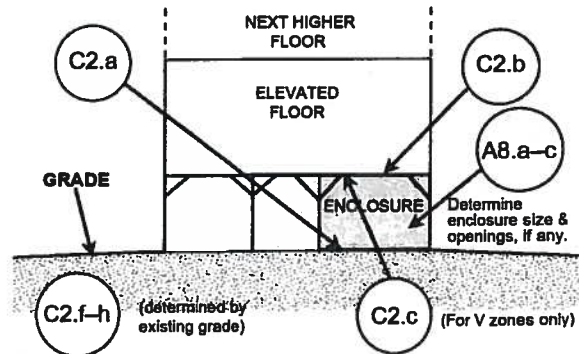 NEXT HIGHER
FLOOR
C2.a
C2.b
ELEVATED
FLOOR
A8.a–c
GRADE
ENCLOSURE
Determine
enclosure size &
openings, if any.
C2.f–h
(determined by
existing grade)
C2.c
(For V zones only)